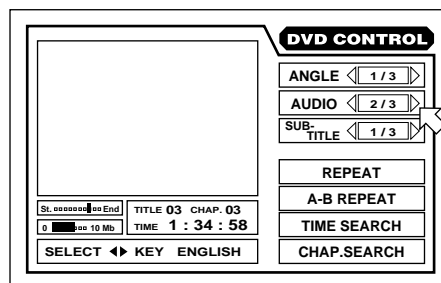 DVD CONTROL
ANGLE 1 / 3
AUDIO 2 / 3
SUB-TITLE 1 / 3
REPEAT
A-B REPEAT
TIME SEARCH
CHAP.SEARCH
St. End
0 10 Mb
TITLE 03 CHAP. 03
TIME 1 : 34 : 58
SELECT ◀▶ KEY ENGLISH